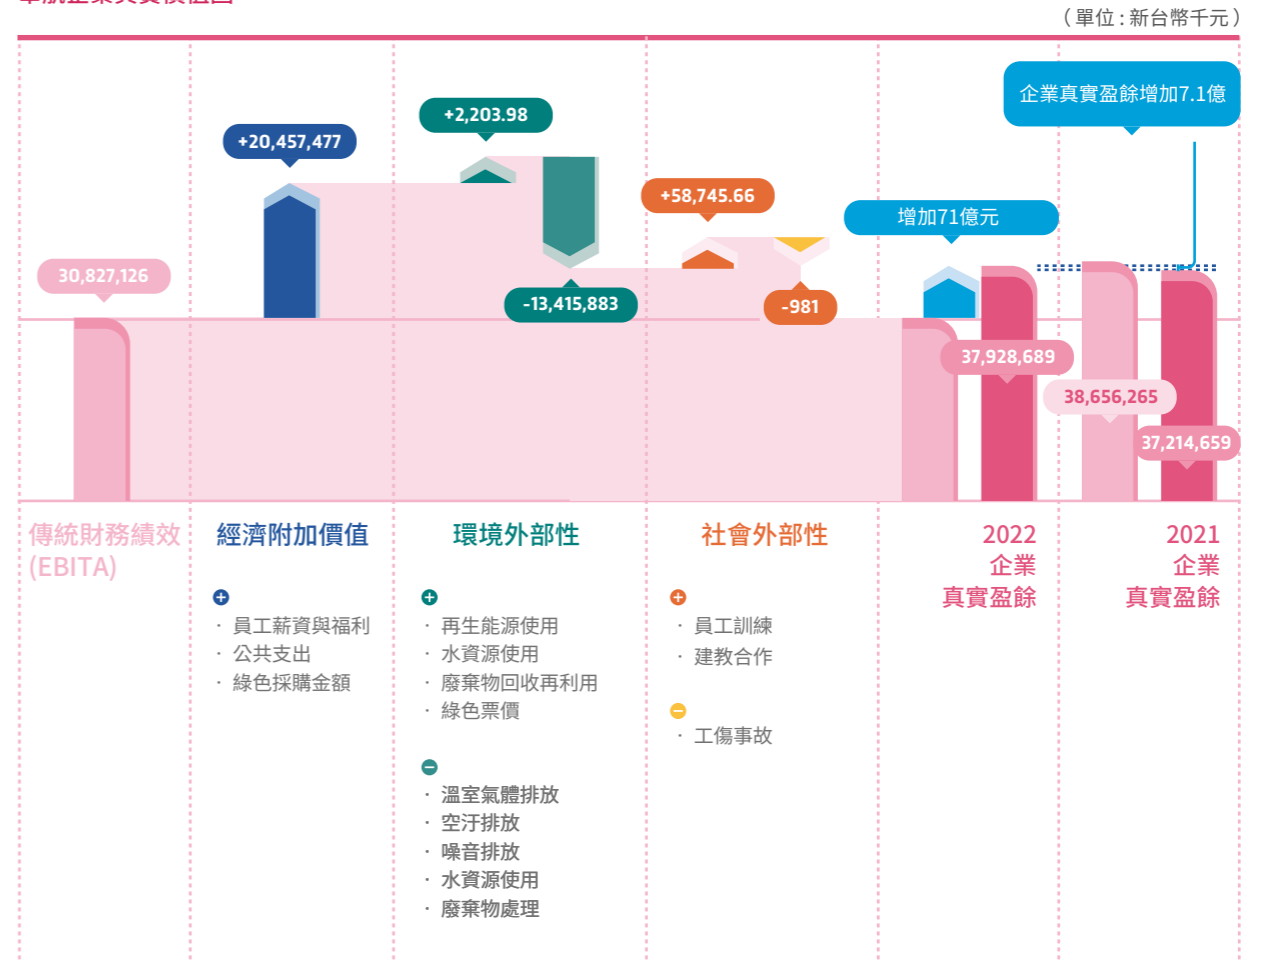 （單位 : 新台幣千元）
企業真實盈餘增加7.1億
+2,203.98
+20,457,477
+58,745.66
增加71億元
30,827,126
-13,415,883
-981
37,928,689
38,656,265
37,214,659
傳統財務績效
(EBITA)
經濟附加價值
· 員工薪資與福利
· 公共支出
· 綠色採購金額
環境外部性
· 再生能源使用
· 水資源使用
· 廢棄物回收再利用
· 綠色票價
· 溫室氣體排放
· 空汙排放
· 噪音排放
· 水資源使用
· 廢棄物處理
社會外部性
· 員工訓練
· 建教合作
· 工傷事故
2022
企業
真實盈餘
2021
企業
真實盈餘